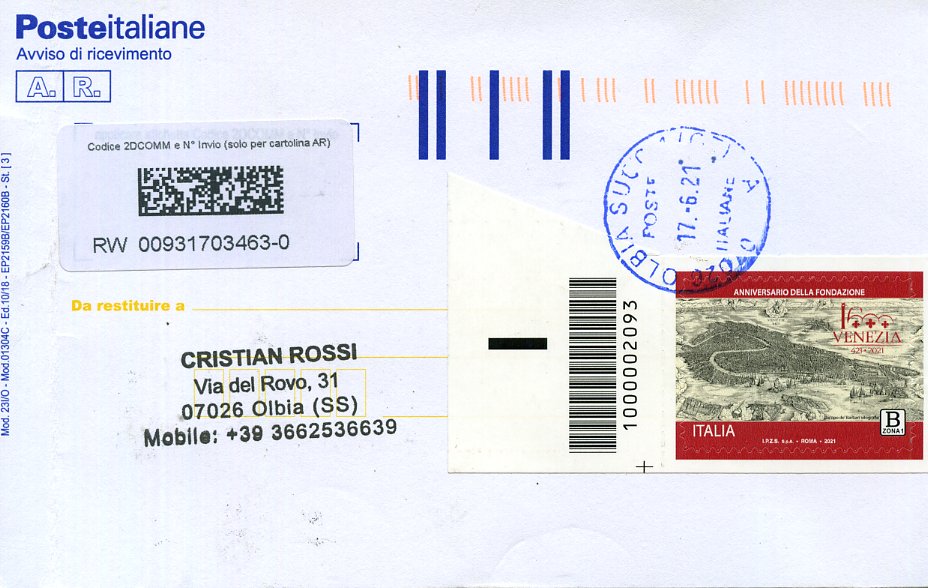 Posteitaliane
Avviso di ricevimento
A. R.
Codice 2DCOMM e N° Invio (solo per cartolina AR)
RW 00931703463-0
Mod. 23I/O - Mod.01304C - Ed.10/18 - EP2159B/EP2160B - St. [3]
Da restituire a
CRISTIAN ROSSI
Via del Rovo, 31
07026 Olbia (SS)
Mobile: +39 3662536639
OLBIA SUCC
POSTE
17.-6.21
ITALIANE
1000002093
ANNIVERSARIO DELLA FONDAZIONE
1600
VENEZIA
421•2021
ITALIA
B
ZONA 1
I.P.Z.S. S.p.A. • ROMA • 2021